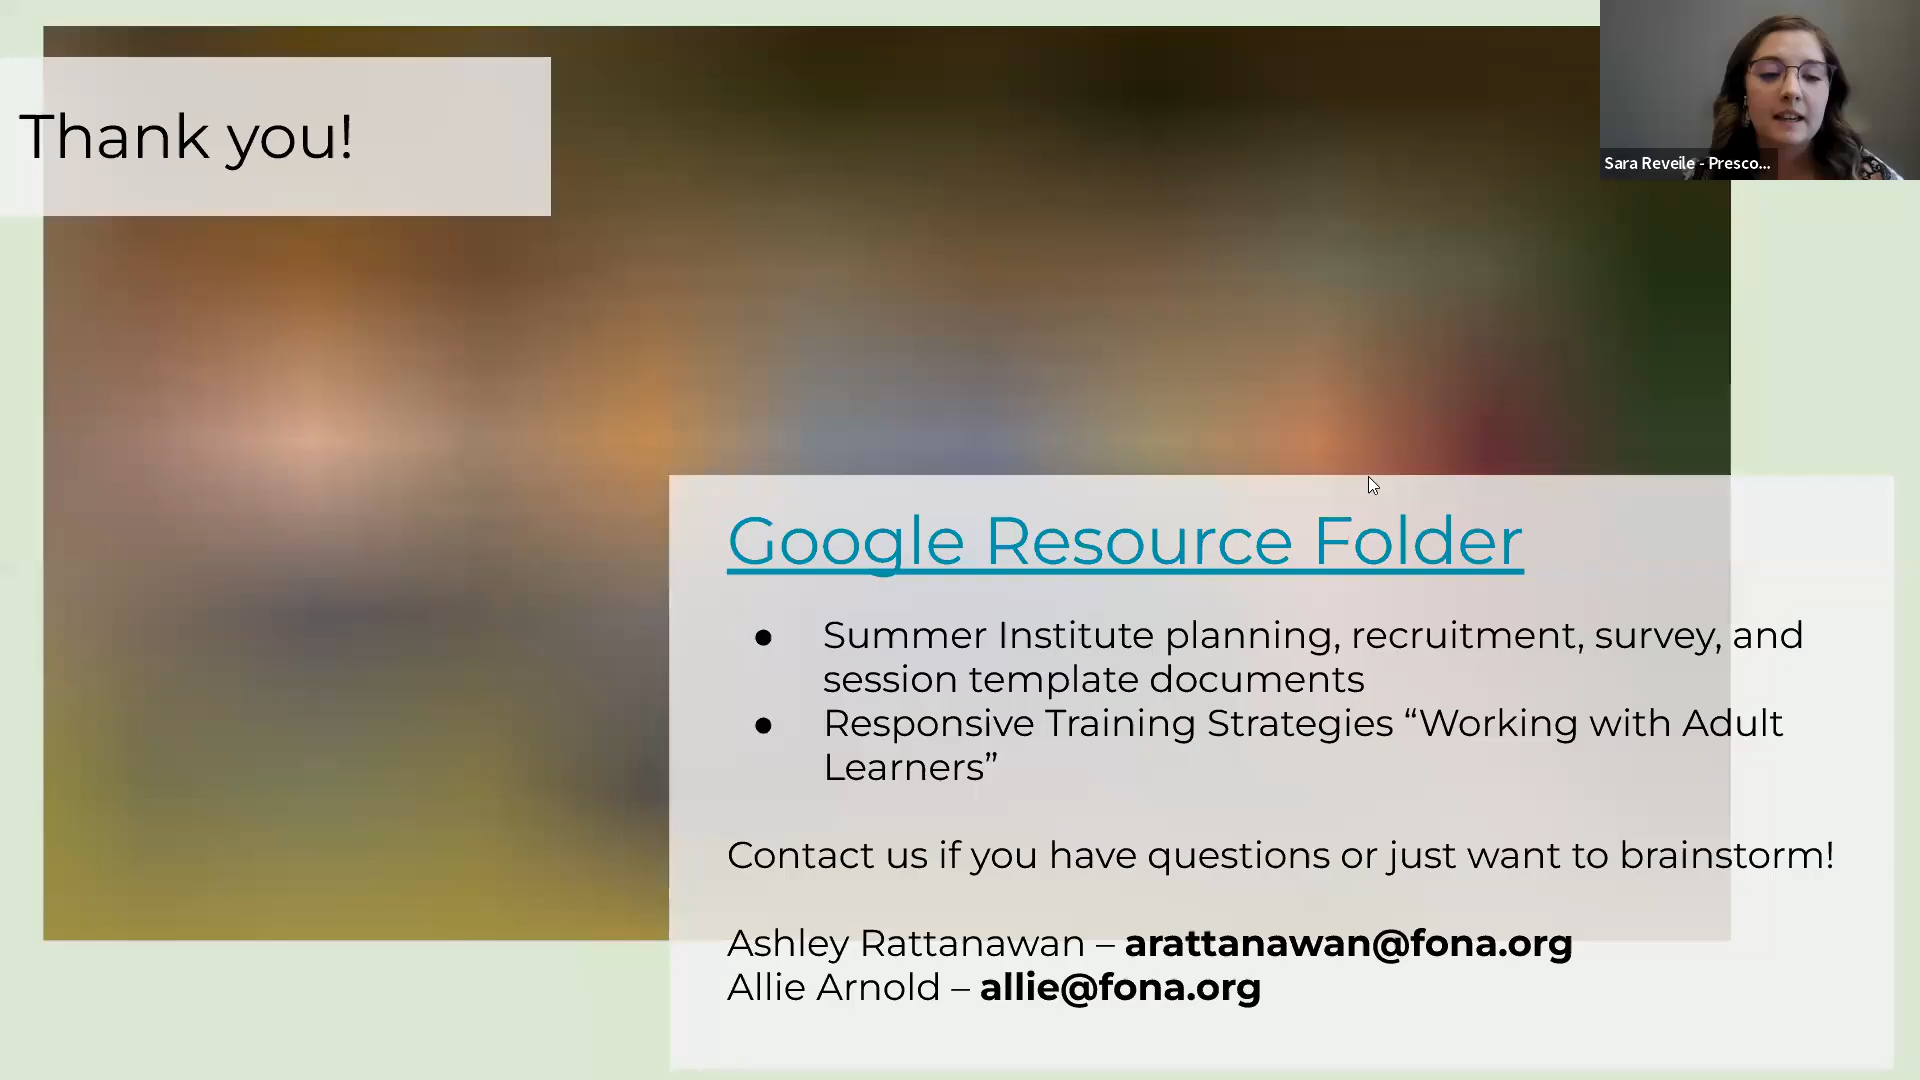 Thank you!
Sara Reveile - Presco...
Google Resource Folder
● Summer Institute planning, recruitment, survey, and
session template documents
● Responsive Training Strategies “Working with Adult
Learners”
Contact us if you have questions or just want to brainstorm!
Ashley Rattanawan – arattanawan@fona.org
Allie Arnold – allie@fona.org